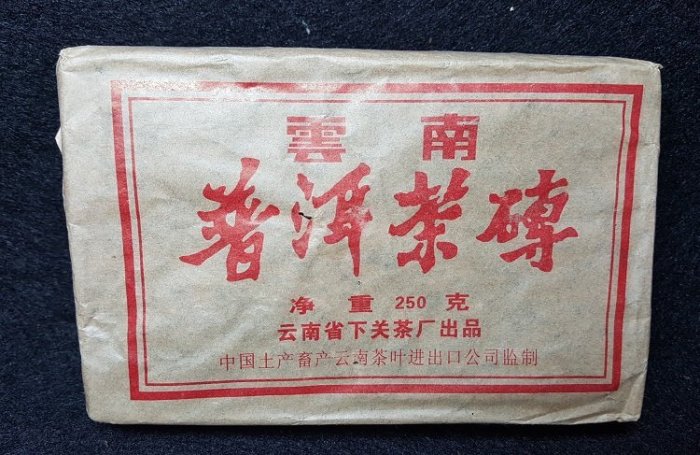 雲南
普洱茶磚
净重250克
云南省下关茶厂出品
中国土产畜产云南茶叶进出口公司监制